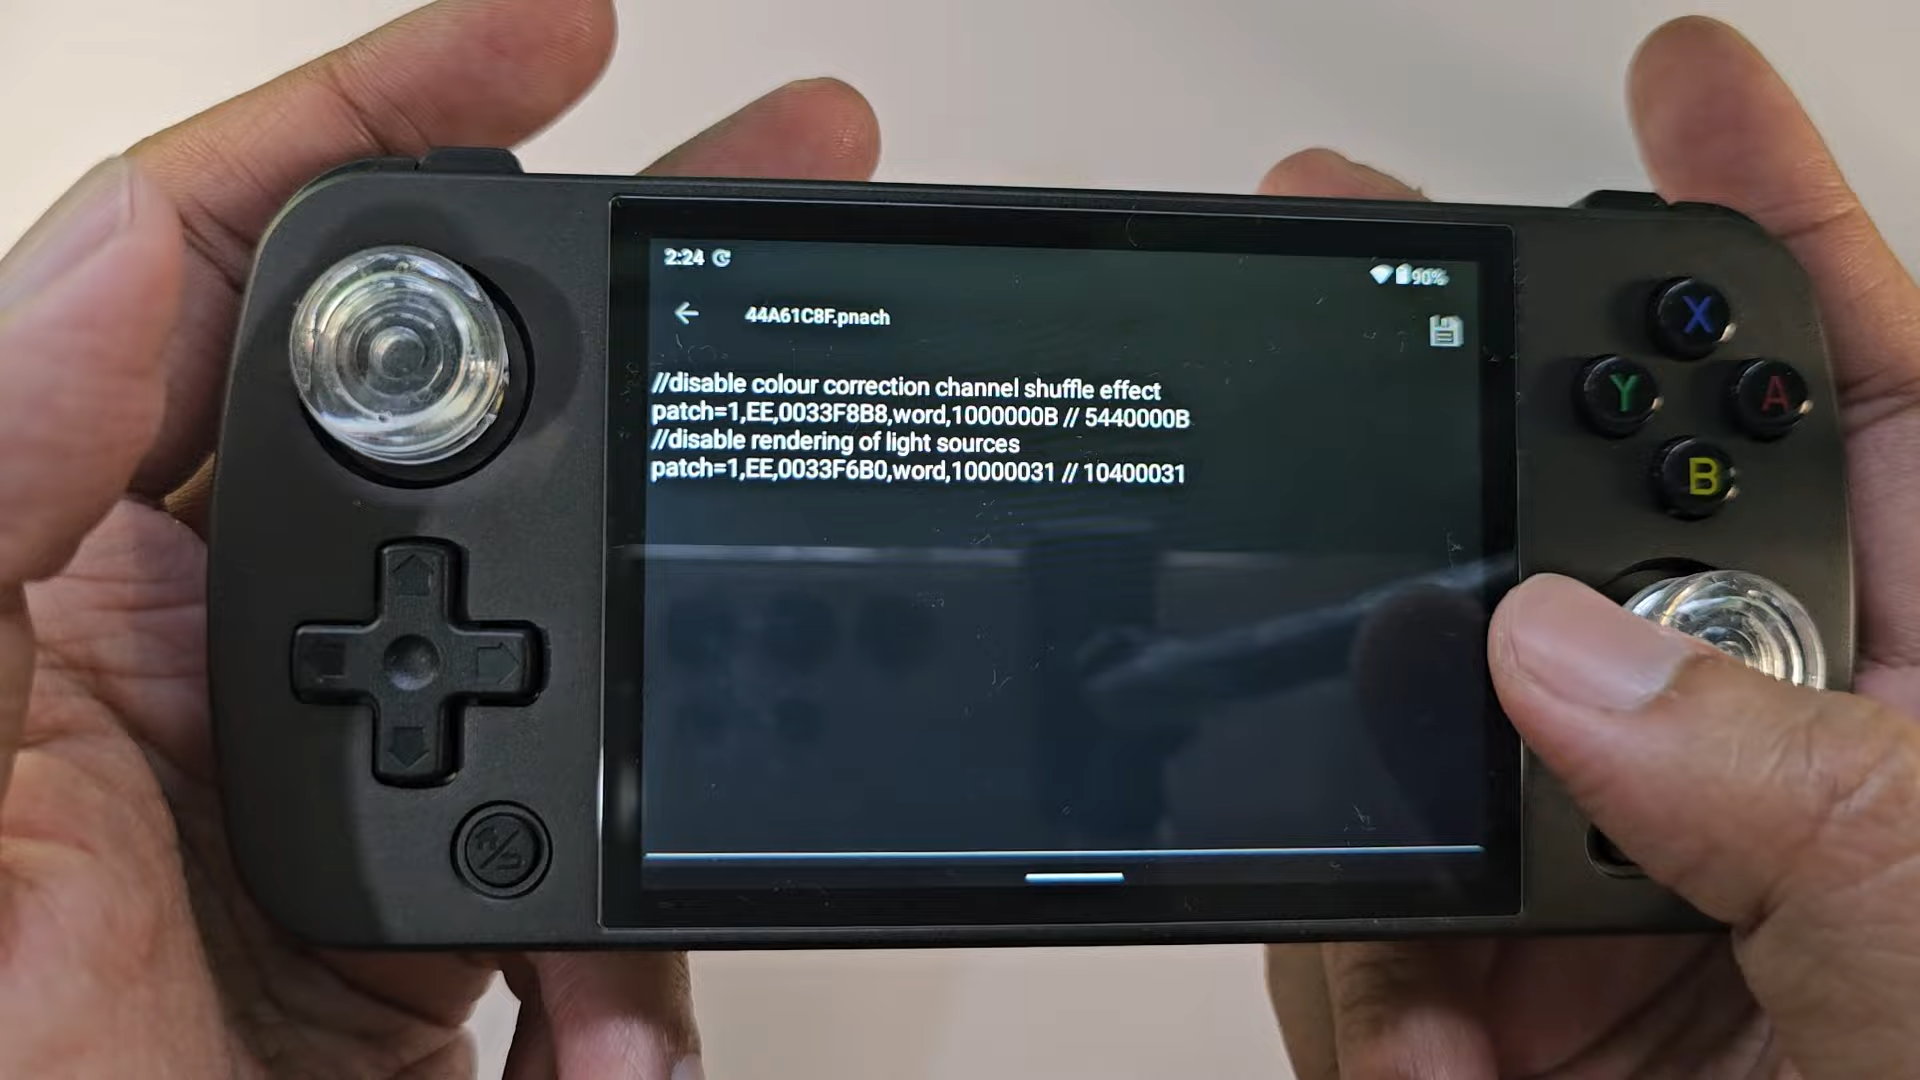 2:24
90%
44A61C8F.pnach
//disable colour correction channel shuffle effect
patch=1,EE,0033F8B8,word,1000000B // 5440000B
//disable rendering of light sources
patch=1,EE,0033F6B0,word,10000031 // 10400031
X
Y
A
B